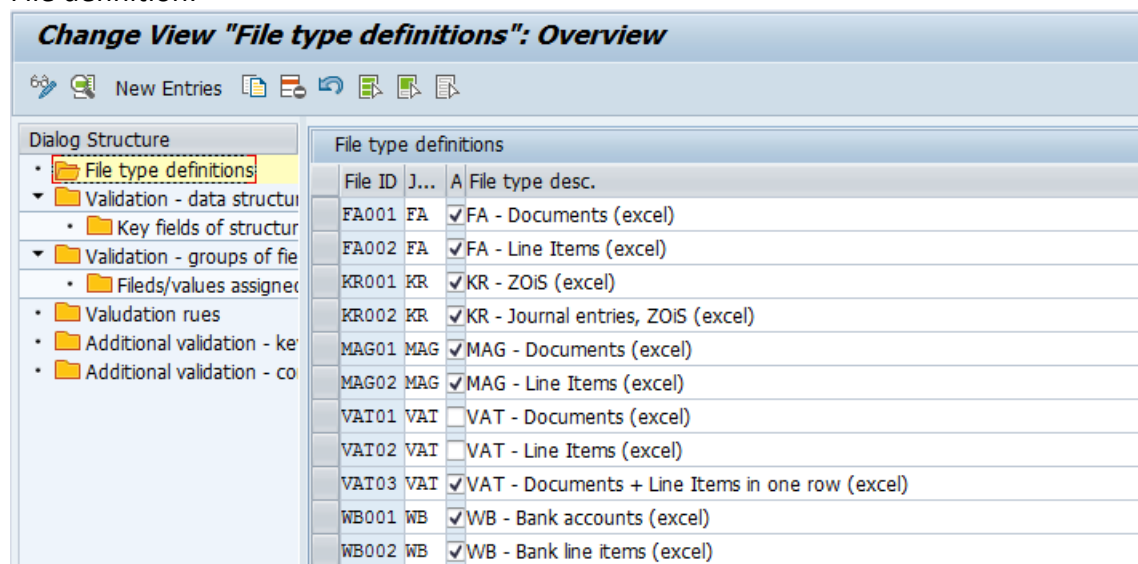 File definition:
Change View "File type definitions": Overview
New Entries
Dialog Structure
File type definitions
Validation - data structur
Key fields of structur
Validation - groups of fie
Fileds/values assigned
Valudation rues
Additional validation - ke
Additional validation - co
File type definitions
File ID J... A File type desc.
FA001 FA FA - Documents (excel)
FA002 FA FA - Line Items (excel)
KR001 KR KR - ZOiS (excel)
KR002 KR KR - Journal entries, ZOiS (excel)
MAG01 MAG MAG - Documents (excel)
MAG02 MAG MAG - Line Items (excel)
VAT01 VAT VAT - Documents (excel)
VAT02 VAT VAT - Line Items (excel)
VAT03 VAT VAT - Documents + Line Items in one row (excel)
WB001 WB WB - Bank accounts (excel)
WB002 WB WB - Bank line items (excel)